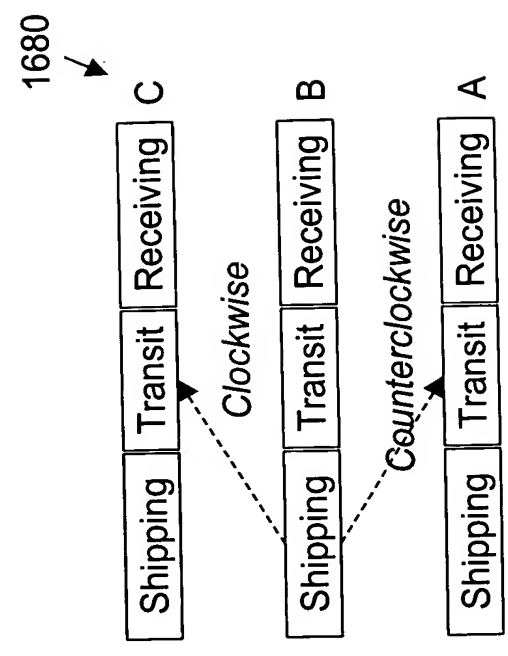 1680
Shipping Transit Receiving C
Clockwise
Shipping Transit Receiving B
Counterclockwise
Shipping Transit Receiving A